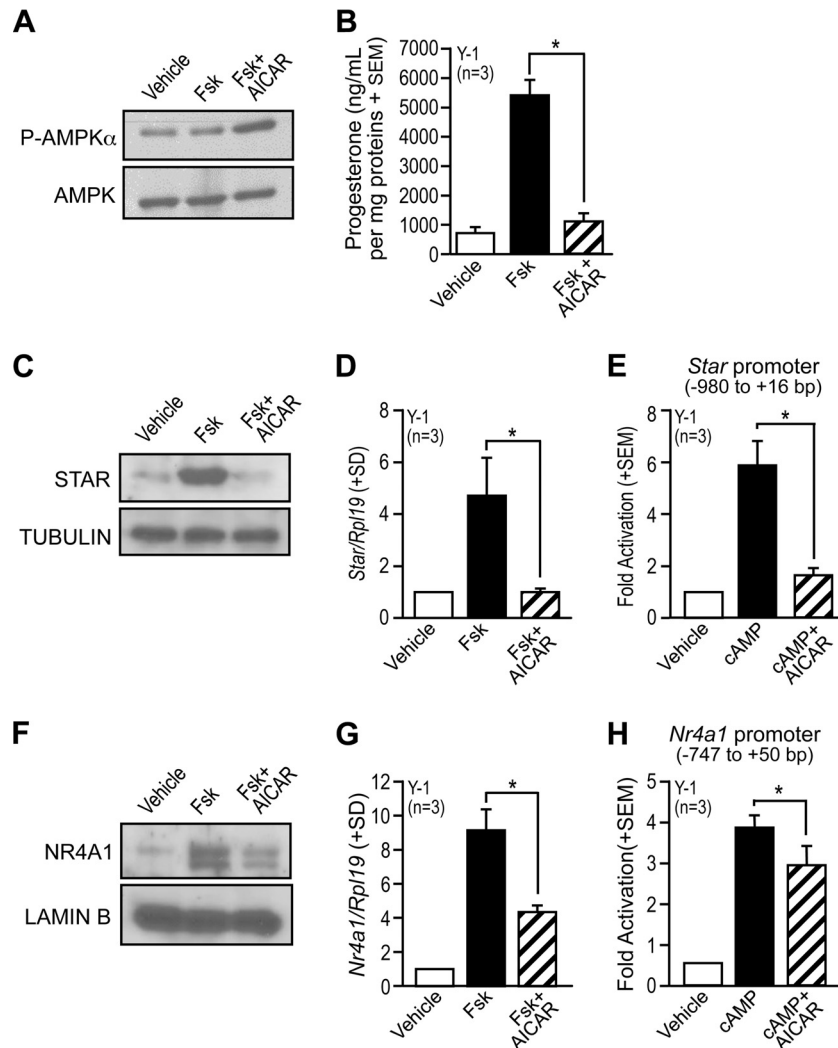 A
Vehicle
Fsk
Fsk+
AICAR
P-AMPKα
AMPK
B
Progesterone (ng/mL
per mg proteins + SEM)
7000
6000
5000
4000
3000
2000
1000
0
Y-1
(n=3)
*
Vehicle
Fsk
Fsk +
AICAR
C
Vehicle
Fsk
Fsk+
AICAR
STAR
TUBULIN
D
Star/Rpl19 (+SD)
8
6
4
2
0
Y-1
(n=3)
*
Vehicle
Fsk
Fsk+
AICAR
E
Star promoter
(-980 to +16 bp)
Fold Activation (+SEM)
8
6
4
2
0
Y-1
(n=3)
*
Vehicle
cAMP
cAMP+
AICAR
F
Vehicle
Fsk
Fsk+
AICAR
NR4A1
LAMIN B
G
Nr4a1/Rpl19 (+SD)
12
10
8
6
4
2
0
Y-1
(n=3)
*
Vehicle
Fsk
Fsk+
AICAR
H
Nr4a1 promoter
(-747 to +50 bp)
Fold Activation(+SEM)
5
4
3
2
1
0
Y-1
(n=3)
*
Vehicle
cAMP
cAMP+
AICAR